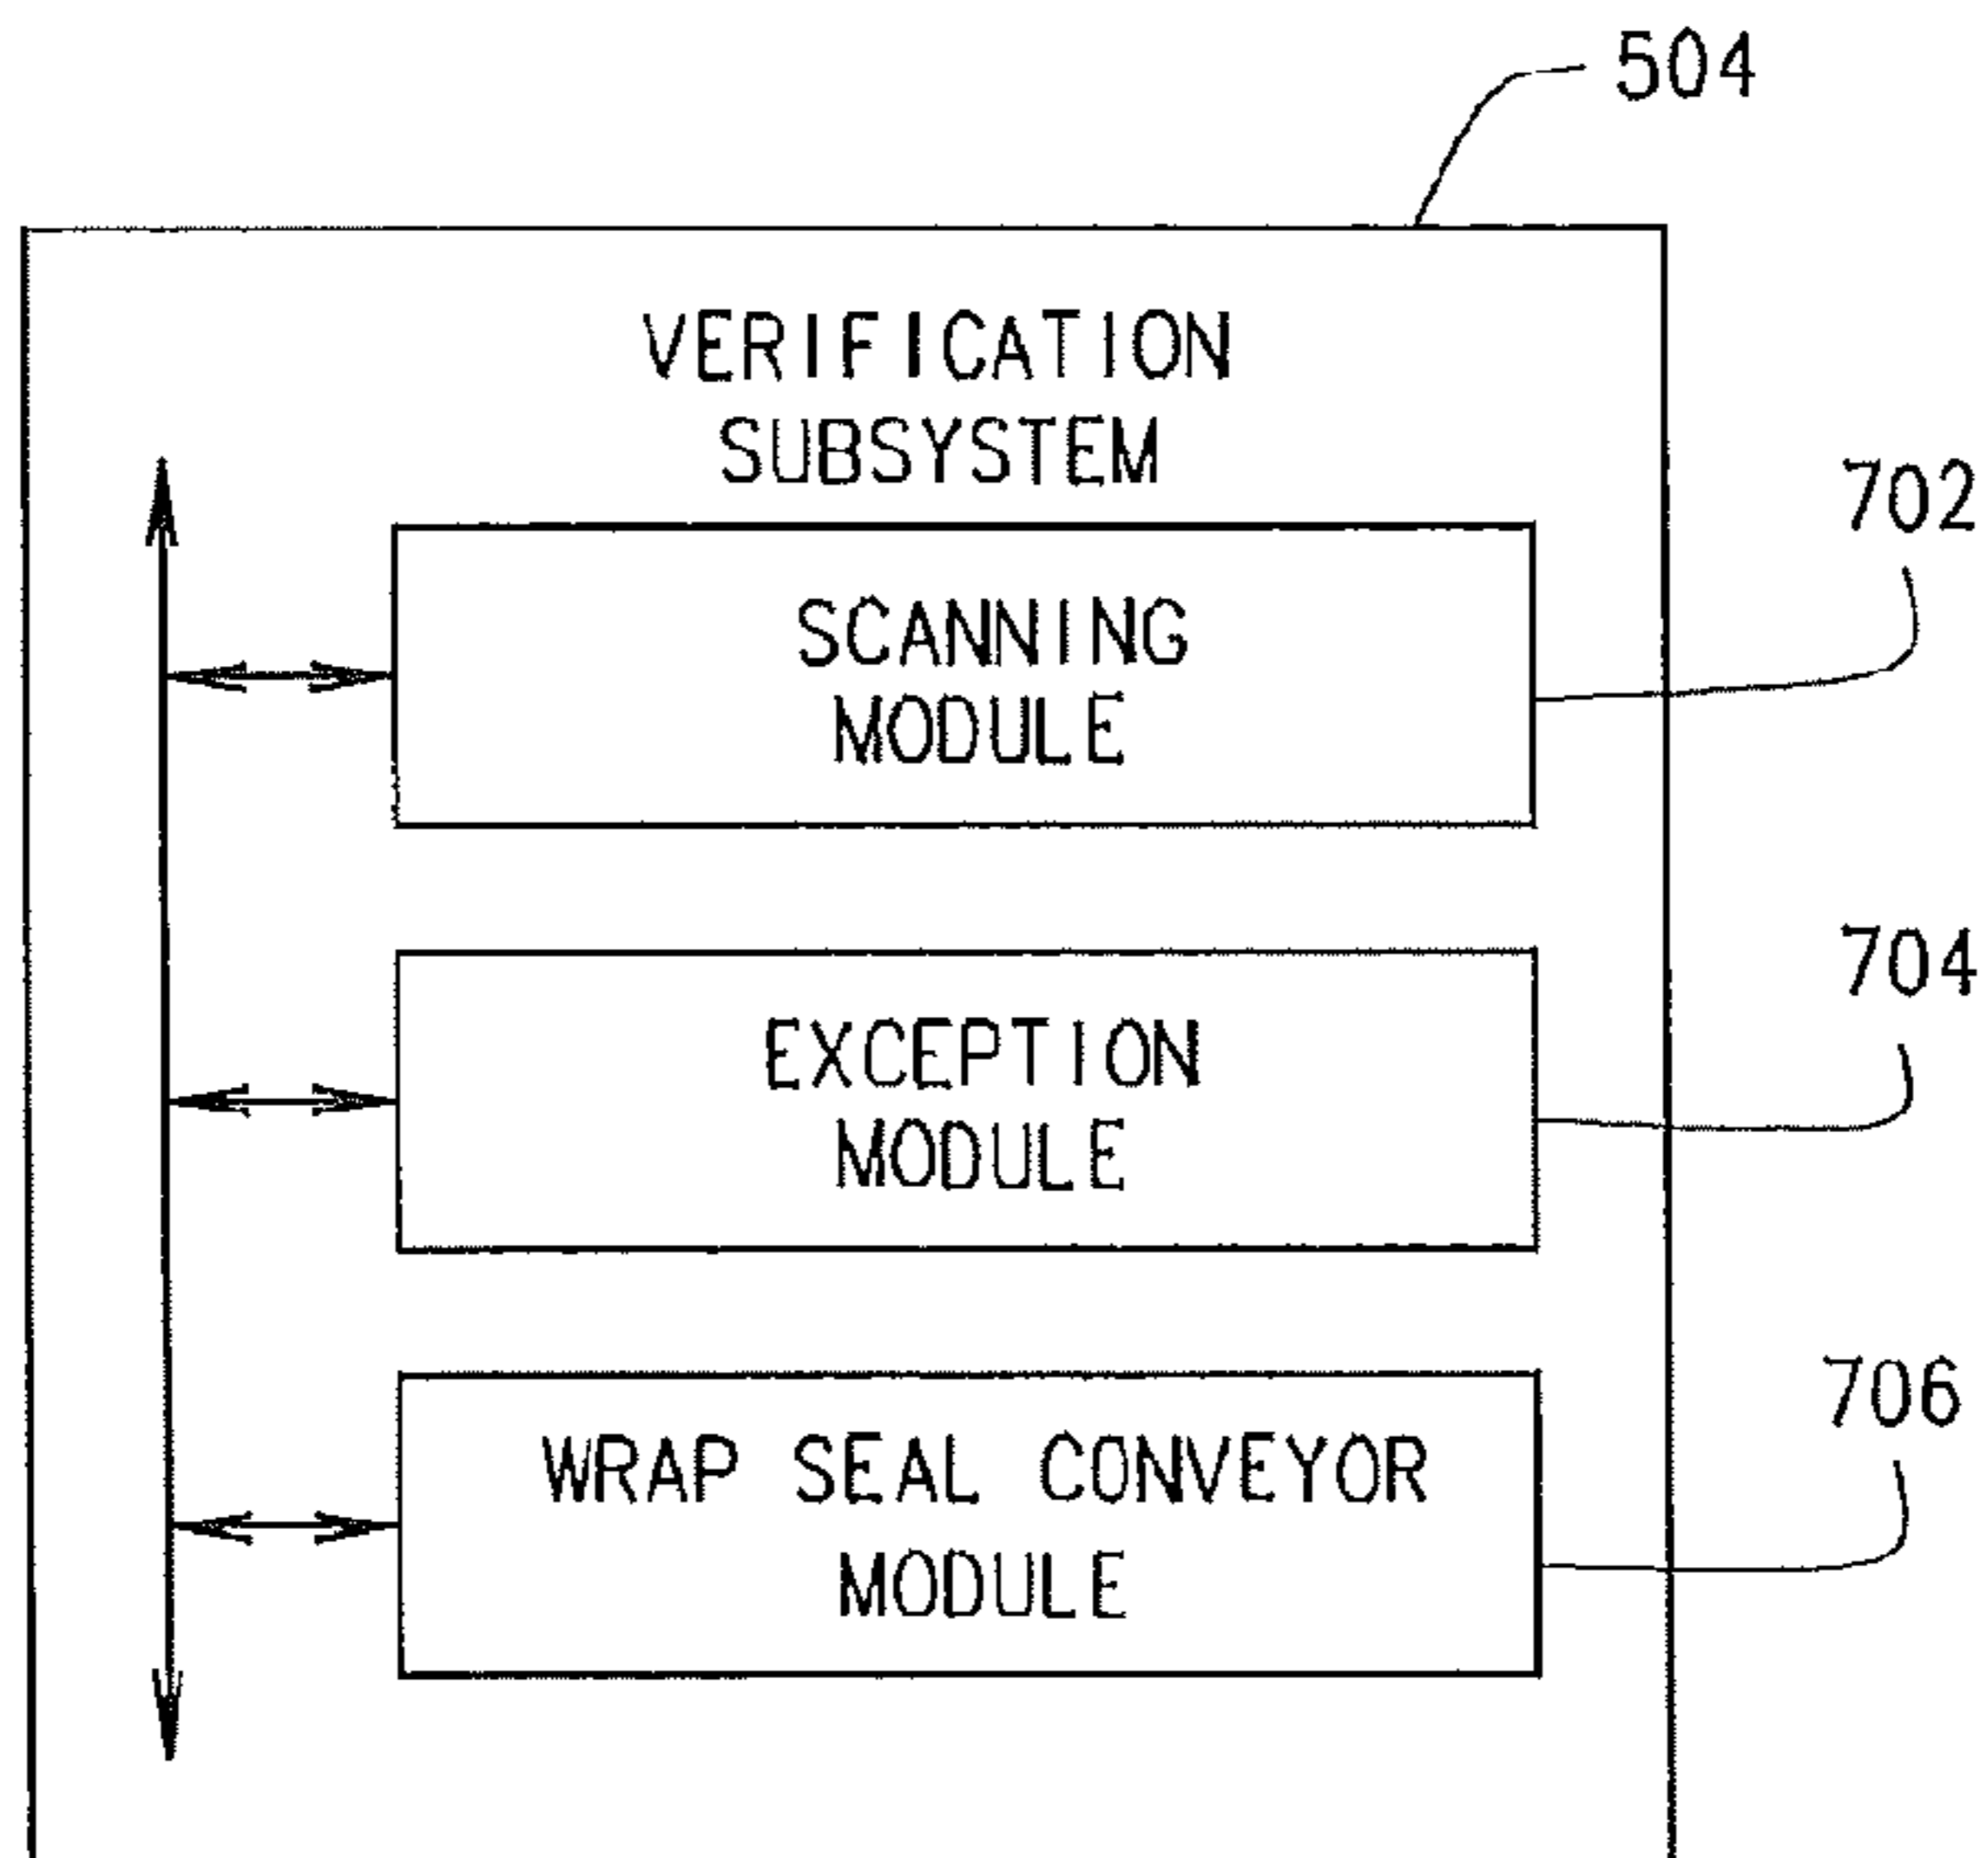 504
VERIFICATION
SUBSYSTEM
702
SCANNING
MODULE
704
EXCEPTION
MODULE
706
WRAP SEAL CONVEYOR
MODULE